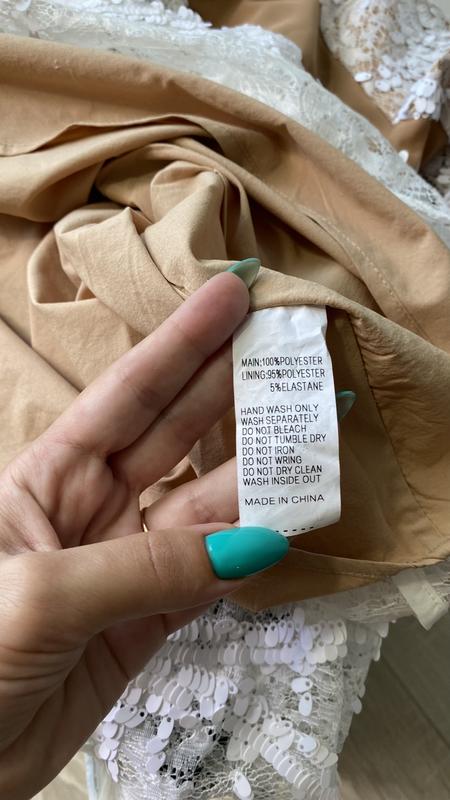 MAIN:100%POLYESTER
LINING:95%POLYESTER
5%ELASTANE
HAND WASH ONLY
WASH SEPARATELY
DO NOT BLEACH
DO NOT TUMBLE DRY
DO NOT IRON
DO NOT WRING
DO NOT DRY CLEAN
WASH INSIDE OUT
MADE IN CHINA